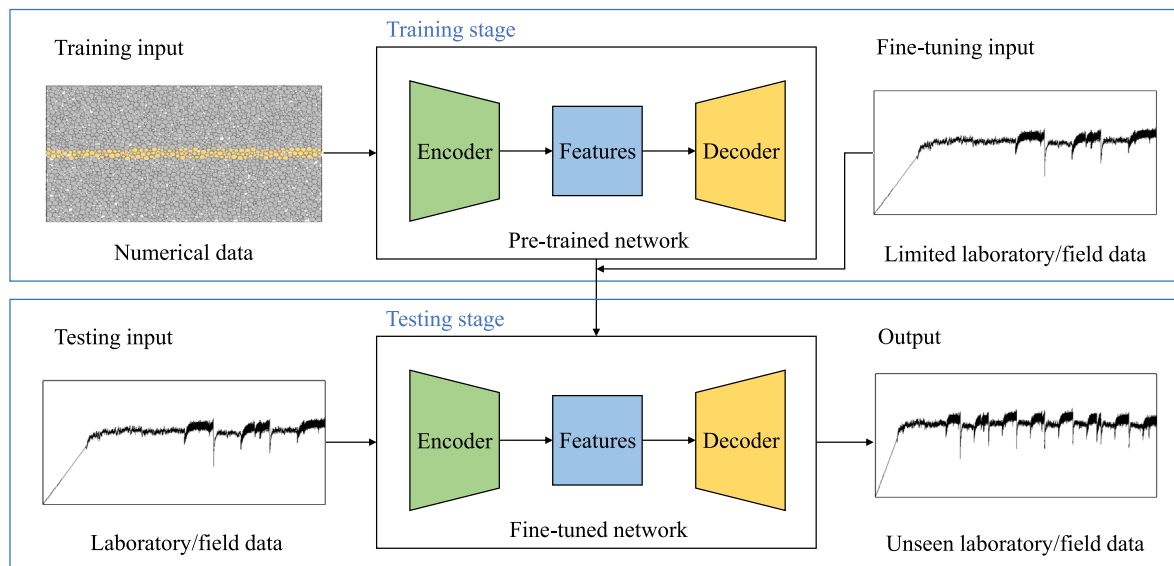 Training stage
Training input
Fine-tuning input
Encoder
Features
Decoder
Pre-trained network
Numerical data
Limited laboratory/field data
Testing stage
Testing input
Output
Encoder
Features
Decoder
Fine-tuned network
Laboratory/field data
Unseen laboratory/field data